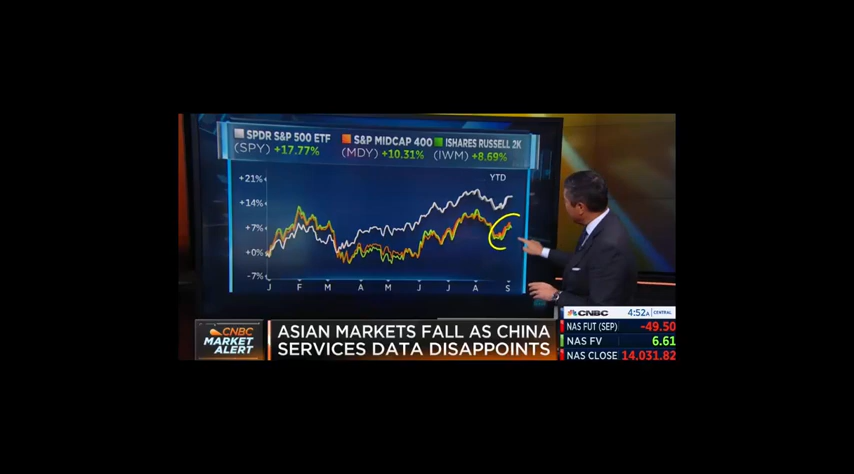 SPDR S&P 500 ETF
(SPY) +17.77%
S&P MIDCAP 400
(MDY) +10.31%
ISHARES RUSSELL 2K
(IWM) +8.69%
YTD
+21%
+14%
+7%
+0%
-7%
J F M A M J J A S
CNBC
MARKET
ALERT
ASIAN MARKETS FALL AS CHINA
SERVICES DATA DISAPPOINTS
CNBC 4:52A CENTRAL
NAS FUT (SEP) -49.50
NAS FV 6.61
NAS CLOSE 14,031.82